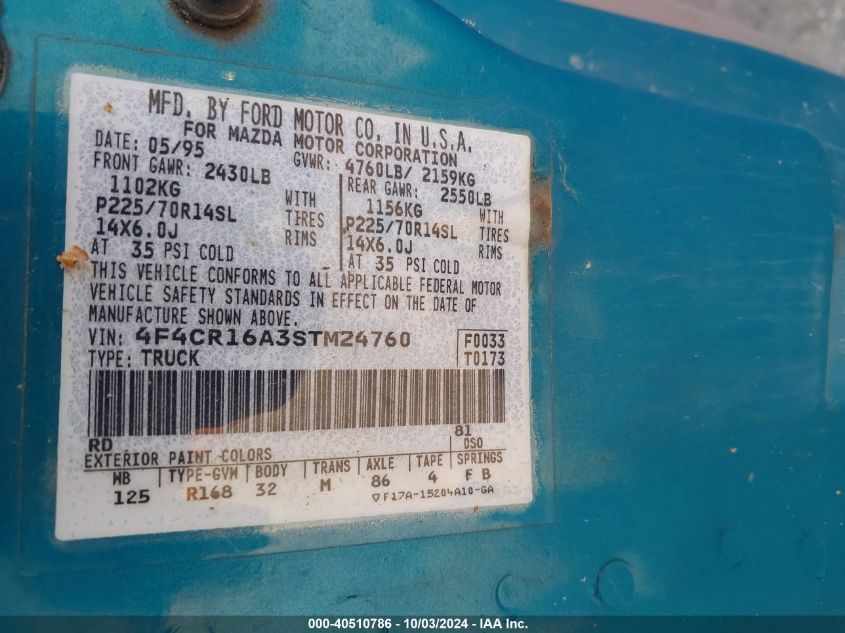 MFD. BY FORD MOTOR CO. IN U.S.A.
FOR MAZDA MOTOR CORPORATION
DATE: 05/95 GVWR: 4760LB/ 2159KG
FRONT GAWR: 2430LB REAR GAWR: 2550LB
1102KG WITH 1156KG WITH
P225/70R14SL TIRES P225/70R14SL TIRES
14X6.0J RIMS 14X6.0J RIMS
AT 35 PSI COLD AT 35 PSI COLD
THIS VEHICLE CONFORMS TO ALL APPLICABLE FEDERAL MOTOR
VEHICLE SAFETY STANDARDS IN EFFECT ON THE DATE OF
MANUFACTURE SHOWN ABOVE.
VIN: 4F4CR16A3STM24760 F0033
TYPE: TRUCK T0173
RD 81
EXTERIOR PAINT COLORS DSO
WB TYPE-GVM BODY TRANS AXLE TAPE SPRINGS
125 R168 32 M 86 4 F B
▽F17A-15204A10-GA
000-40510786 - 10/03/2024 - IAA Inc.